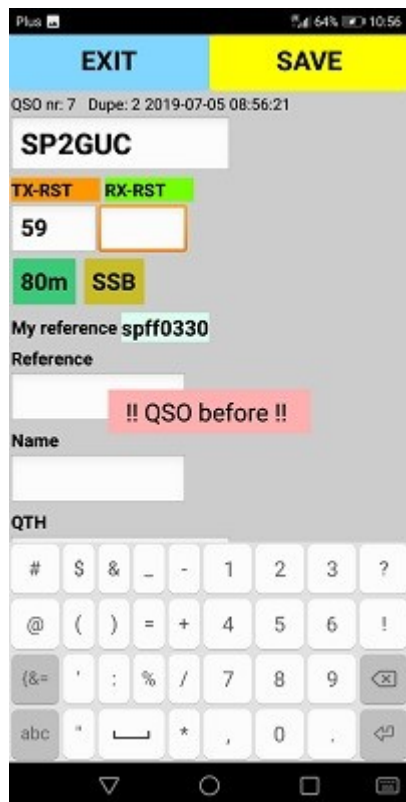 Plus 64% 10:56
EXIT SAVE
QSO nr: 7 Dupe: 2 2019-07-05 08:56:21
SP2GUC
TX-RST RX-RST
59
80m SSB
My reference spff0330
Reference
!! QSO before !!
Name
QTH
# $ & _ - 1 2 3 ?
@ ( ) = + 4 5 6 !
{&= ' : % / 7 8 9
abc " * , 0 .